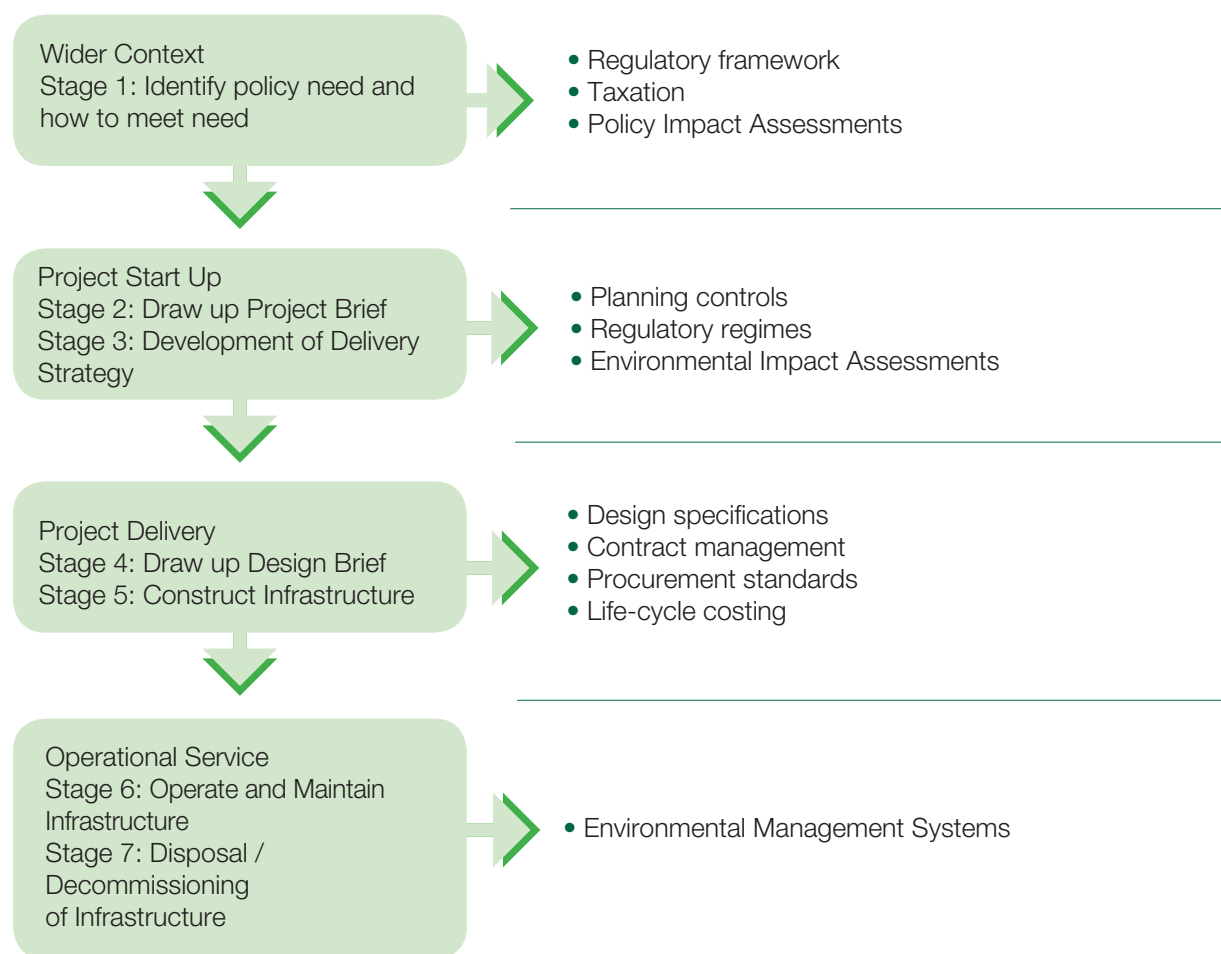 Wider Context
Stage 1: Identify policy need and
how to meet need
• Regulatory framework
• Taxation
• Policy Impact Assessments
Project Start Up
Stage 2: Draw up Project Brief
Stage 3: Development of Delivery
Strategy
• Planning controls
• Regulatory regimes
• Environmental Impact Assessments
Project Delivery
Stage 4: Draw up Design Brief
Stage 5: Construct Infrastructure
• Design specifications
• Contract management
• Procurement standards
• Life-cycle costing
Operational Service
Stage 6: Operate and Maintain
Infrastructure
Stage 7: Disposal /
Decommissioning
of Infrastructure
• Environmental Management Systems